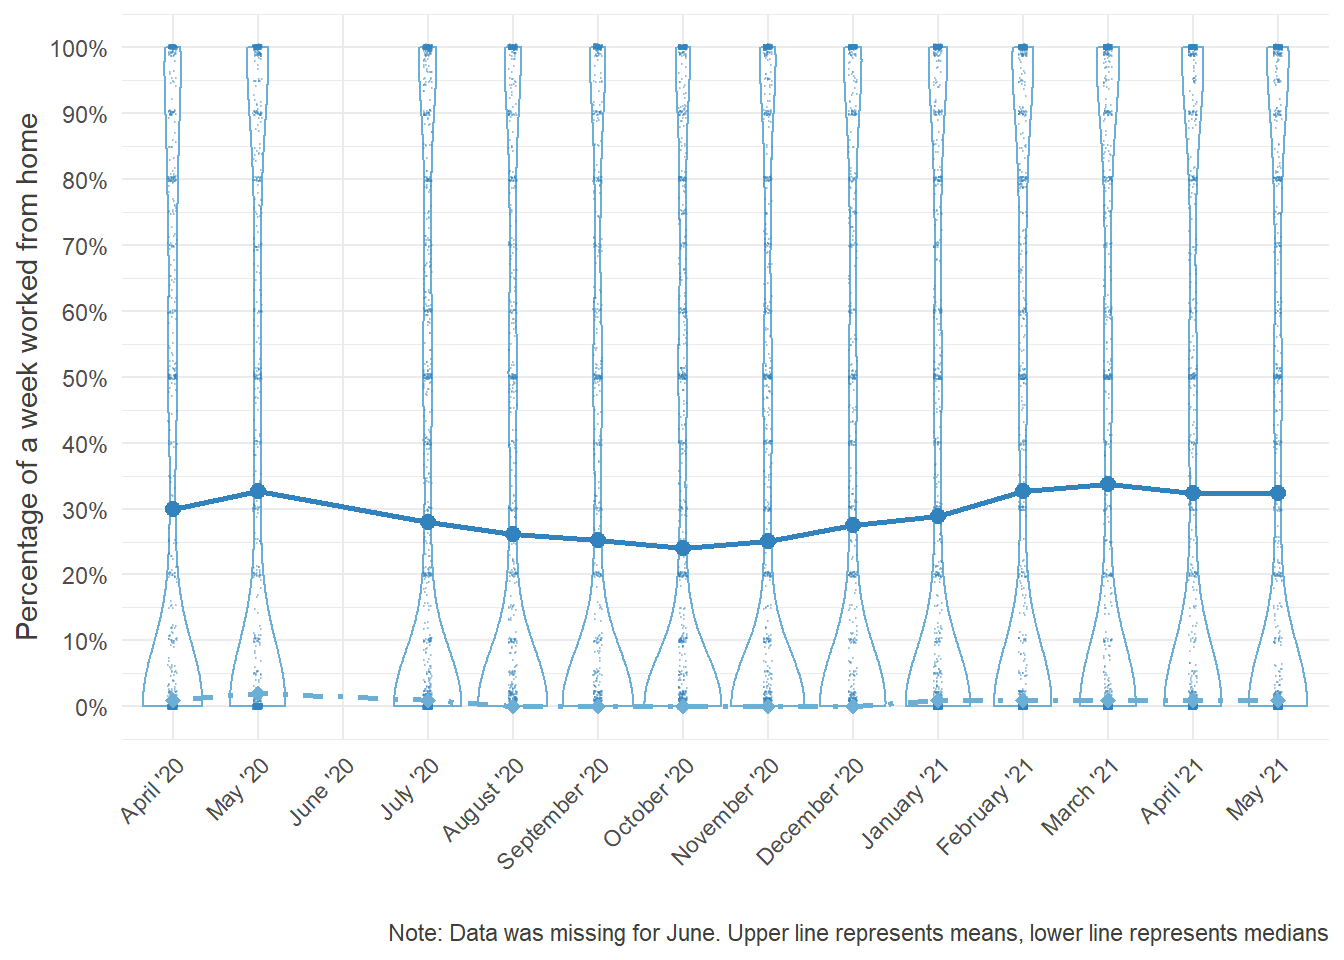 Percentage of a week worked from home
100%
90%
80%
70%
60%
50%
40%
30%
20%
10%
0%
April '20
May '20
June '20
July '20
August '20
September '20
October '20
November '20
December '20
January '21
February '21
March '21
April '21
May '21
Note: Data was missing for June. Upper line represents means, lower line represents medians